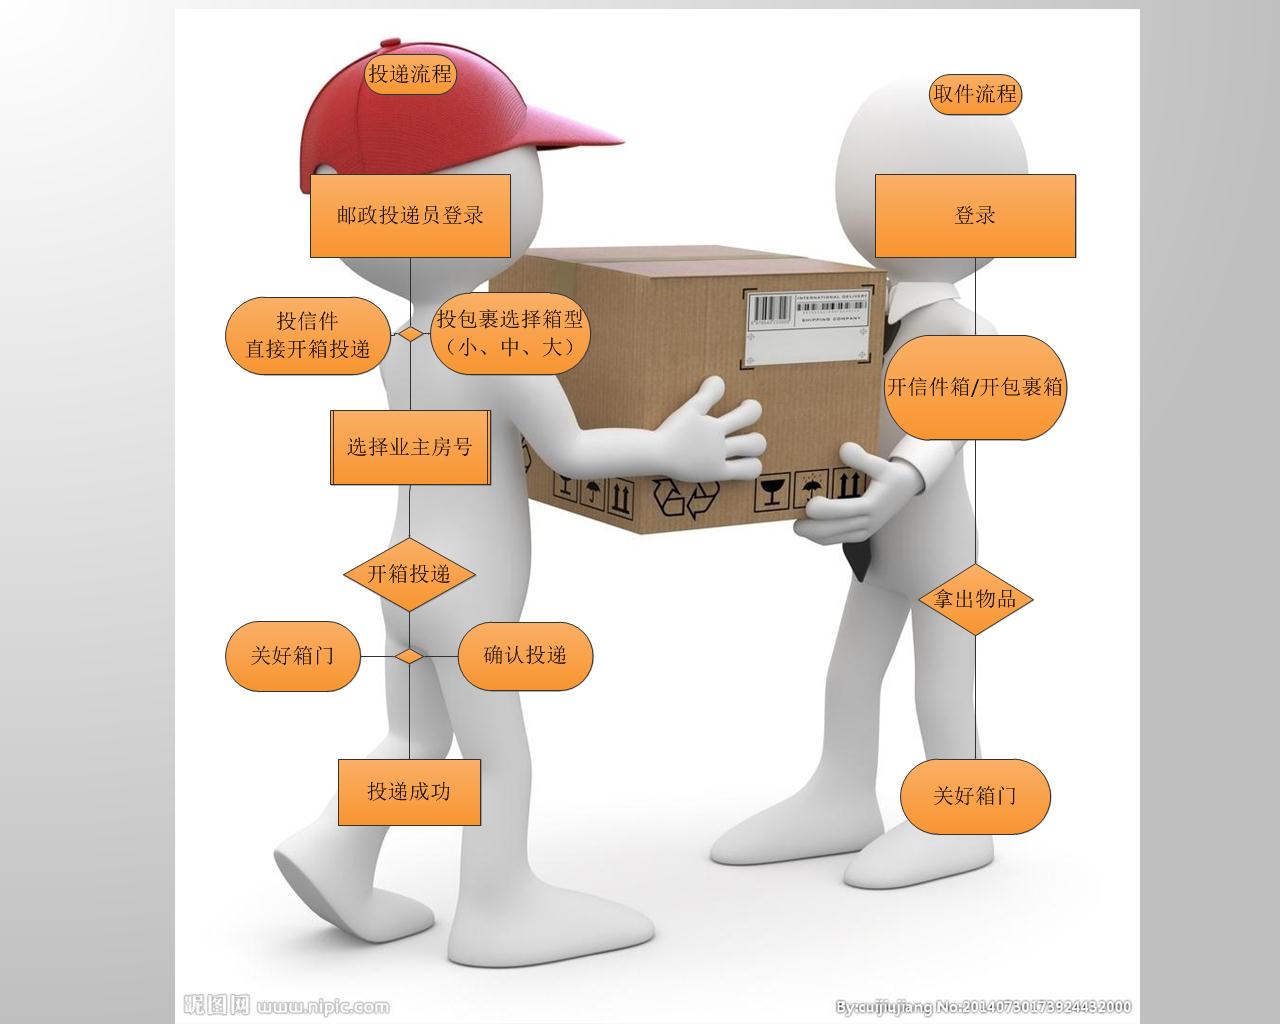 投递流程
邮政投递员登录
投信件
直接开箱投递
投包裹选择箱型
（小、中、大）
选择业主房号
开箱投递
关好箱门
确认投递
投递成功
取件流程
登录
开信件箱/开包裹箱
拿出物品
关好箱门
INTERNATIONAL DELIVERY
SHIPPING COMPANY
昵图网 www.nipic.com
By:cuijiujiang No:20140730173924432000